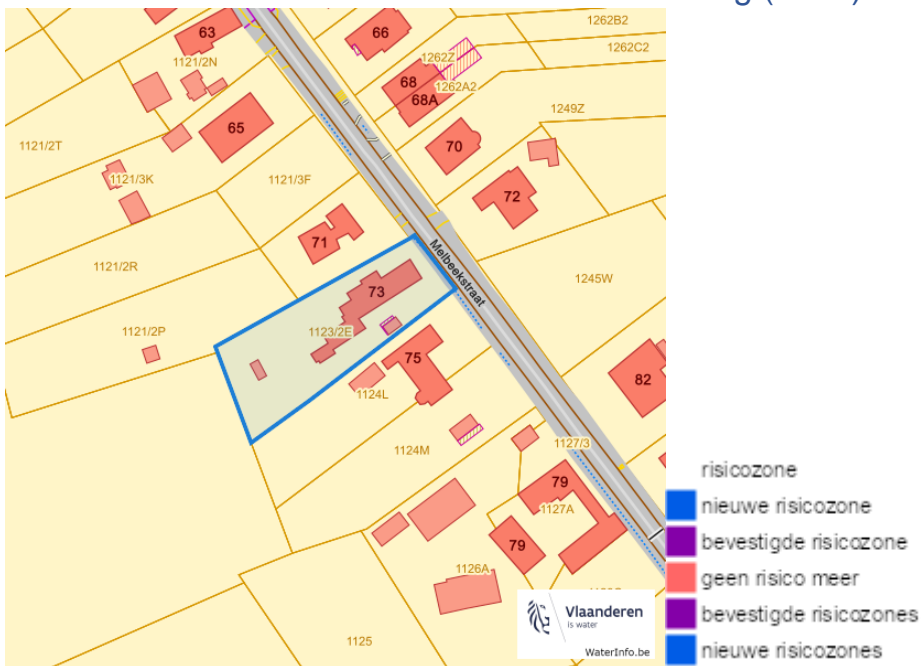 63
66
1262B2
1262C2
1121/2N
1262Z
68
1262A2
68A
1249Z
65
70
1121/2T
1121/3K
1121/3F
72
71
Melbeekstraat
1121/2R
1245W
73
1121/2P
1123/2E
75
82
1124L
1124M
1127/3
79
1127A
79
1126A
1125
Vlaanderen
is water
WaterInfo.be
risicozone
nieuwe risicozone
bevestigde risicozone
geen risico meer
bevestigde risicozones
nieuwe risicozones